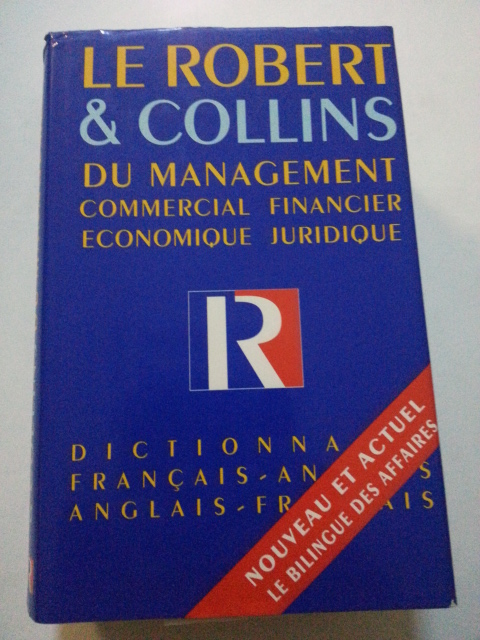 LE ROBERT
& COLLINS
DU MANAGEMENT
COMMERCIAL FINANCIER
ECONOMIQUE JURIDIQUE
R
DICTIONNA
FRANÇAIS-AN S
ANGLAIS-FR AIS
NOUVEAU ET ACTUEL
LE BILINGUE DES AFFAIRES